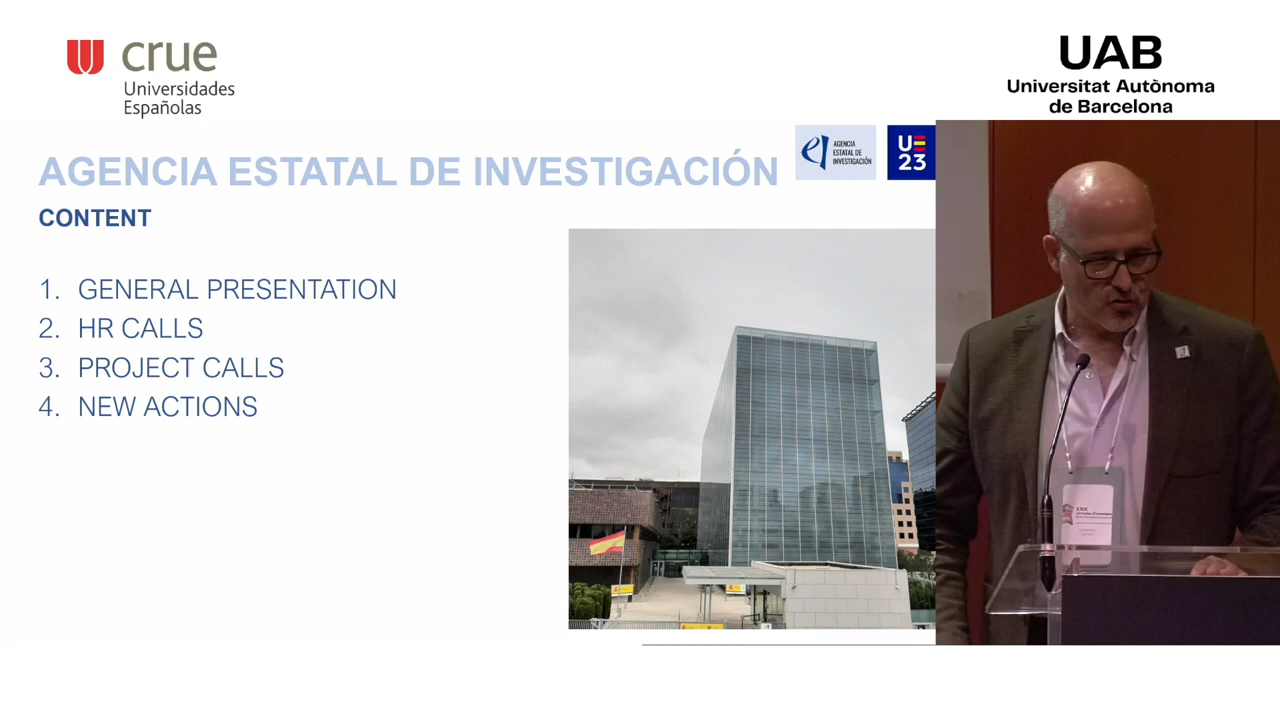 crue
Universidades
Españolas
UAB
Universitat Autònoma
de Barcelona
AGENCIA ESTATAL DE INVESTIGACIÓN
AGENCIA
ESTATAL DE
INVESTIGACIÓN
UE
23
CONTENT
1. GENERAL PRESENTATION
2. HR CALLS
3. PROJECT CALLS
4. NEW ACTIONS